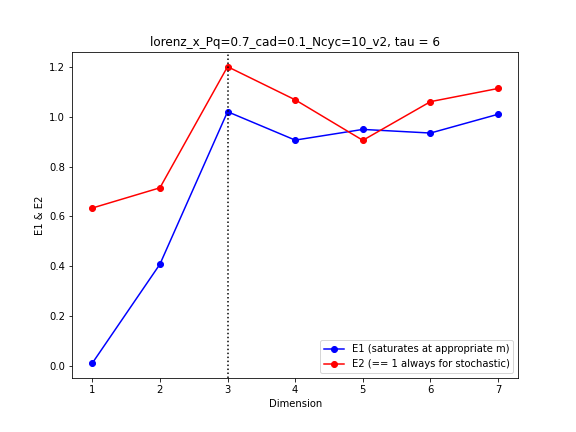 lorenz_x_Pq=0.7_cad=0.1_Ncyc=10_v2, tau = 6
1.2
1.0
0.8
0.6
0.4
0.2
0.0
E1 & E2
E1 (saturates at appropriate m)
E2 (== 1 always for stochastic)
1 2 3 4 5 6 7
Dimension